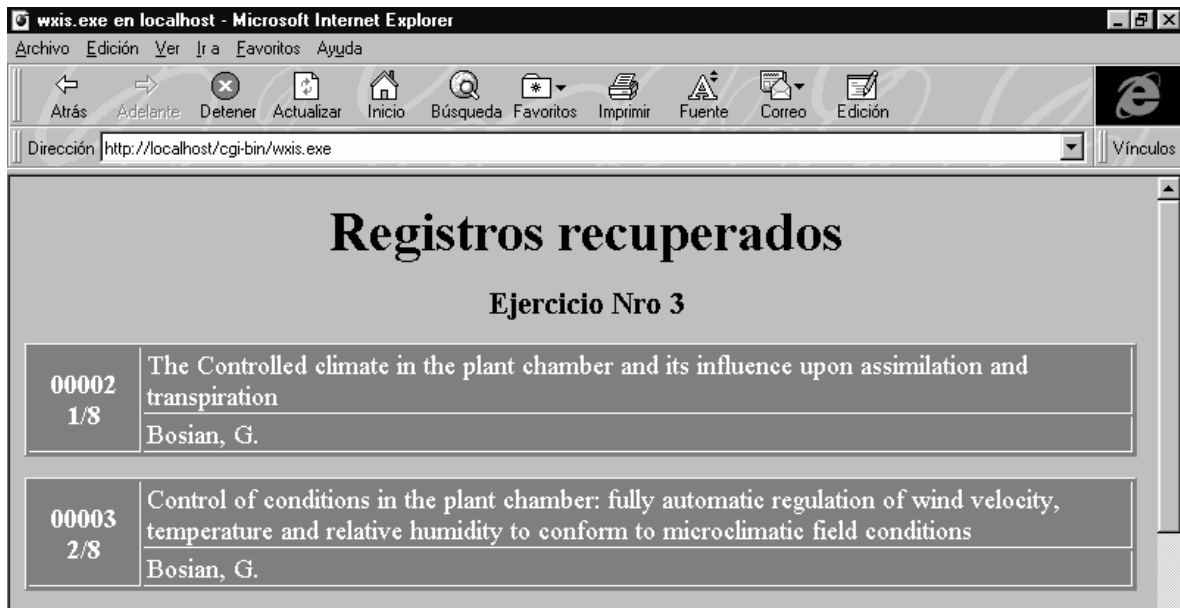 wxis.exe en localhost - Microsoft Internet Explorer
Archivo Edición Ver Ir a Favoritos Ayuda
Atrás Adelante Detener Actualizar Inicio Búsqueda Favoritos Imprimir Fuente Correo Edición
Dirección http://localhost/cgi-bin/wxis.exe Vínculos
Registros recuperados
Ejercicio Nro 3
00002
1/8
The Controlled climate in the plant chamber and its influence upon assimilation and
transpiration
Bosian, G.
00003
2/8
Control of conditions in the plant chamber: fully automatic regulation of wind velocity,
temperature and relative humidity to conform to microclimatic field conditions
Bosian, G.